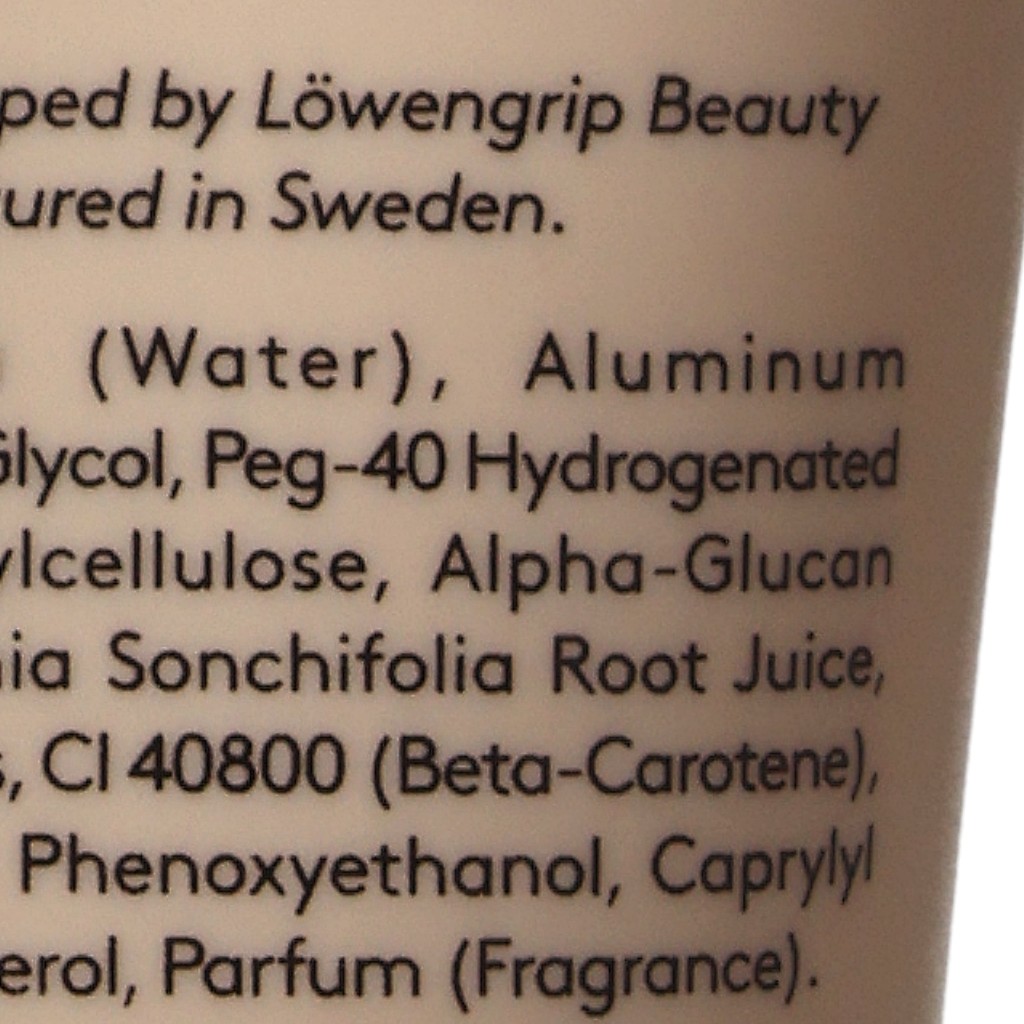 ped by Löwengrip Beauty
ured in Sweden.
(Water), Aluminum
Glycol, Peg-40 Hydrogenated
ylcellulose, Alpha-Glucan
ia Sonchifolia Root Juice,
s, CI 40800 (Beta-Carotene),
Phenoxyethanol, Caprylyl
erol, Parfum (Fragrance).